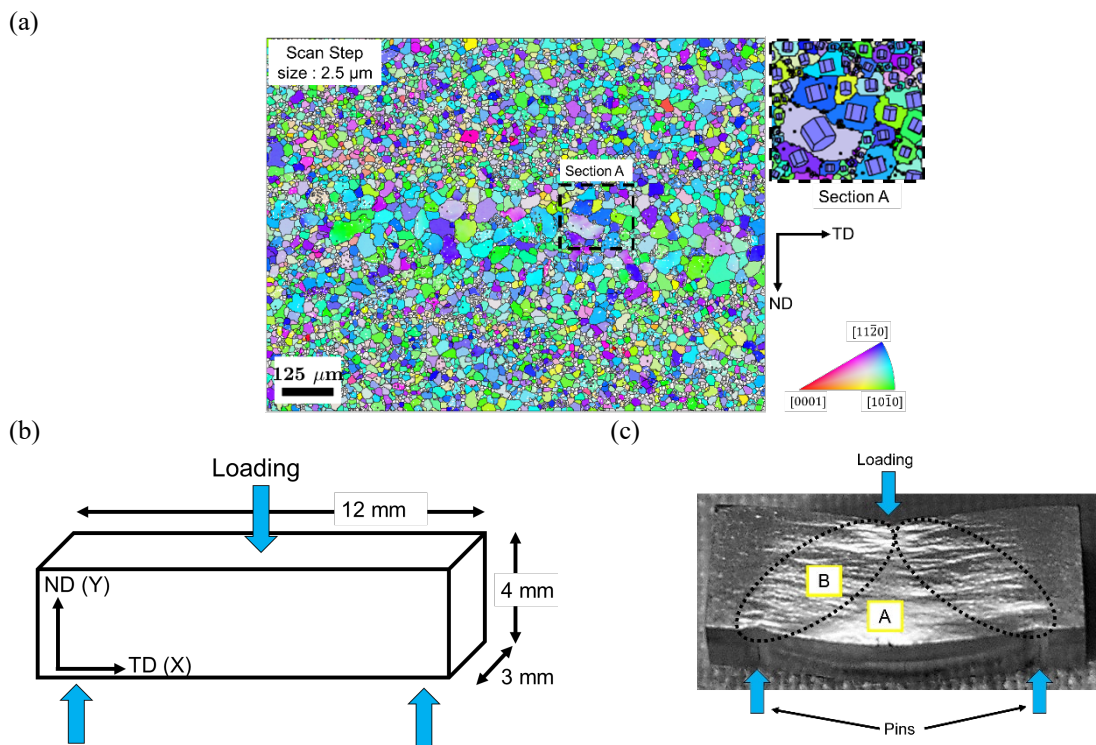 (a)
Scan Step
size : 2.5 µm
Section A
Section A
TD
ND
125 µm
[112̄0]
[0001]
[101̄0]
(b)
Loading
12 mm
ND (Y)
4 mm
TD (X)
3 mm
(c)
Loading
B
A
Pins